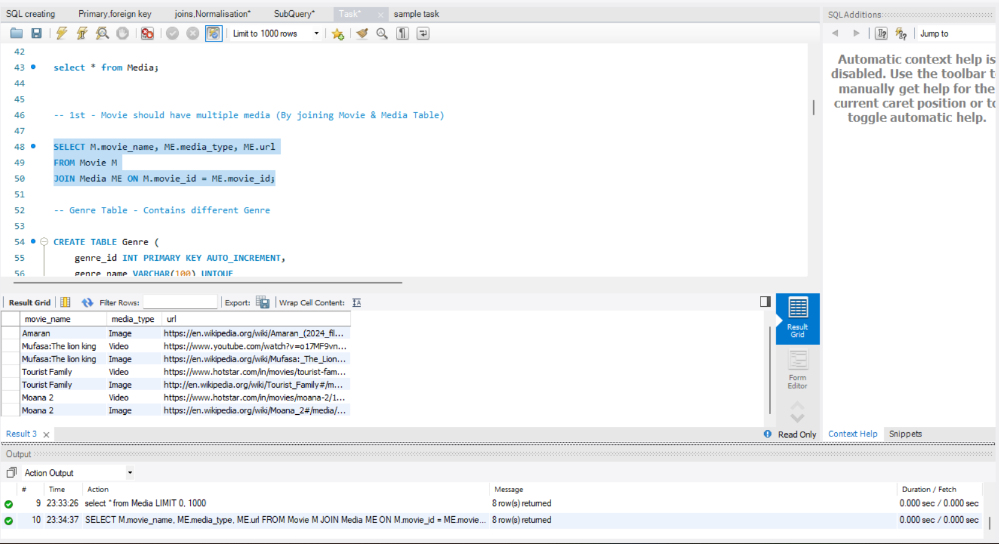 SQL creating Primary,foreign key joins,Normalisation* SubQuery* Task* sample task SQLAdditions
Limit to 1000 rows Jump to
Automatic context help is
disabled. Use the toolbar
manually get help for the
current caret position or
toggle automatic help.
42
43 select * from Media;
44
45
46 -- 1st - Movie should have multiple media (By joining Movie & Media Table)
47
48 SELECT M.movie_name, ME.media_type, ME.url
49 FROM Movie M
50 JOIN Media ME ON M.movie_id = ME.movie_id;
51
52 -- Genre Table - Contains different Genre
53
54 CREATE TABLE Genre (
55 genre_id INT PRIMARY KEY AUTO_INCREMENT,
56 genre_name VARCHAR(100) UNIQUE
Result Grid Filter Rows: Export: Wrap Cell Content: IA
movie_name media_type url
Amaran Image https://en.wikipedia.org/wiki/Amaran_(2024_fil...
Mufasa:The lion king Video https://www.youtube.com/watch?v=o17MF9vn...
Mufasa:The lion king Image https://en.wikipedia.org/wiki/Mufasa:_The_Lion...
Tourist Family Video https://www.hotstar.com/in/movies/tourist-fam...
Tourist Family Image http://en.wikipedia.org/wiki/Tourist_Family#/m...
Moana 2 Video https://www.hotstar.com/in/movies/moana-2/1...
Moana 2 Image https://en.wikipedia.org/wiki/Moana_2#/media/...
Result
Grid
Form
Editor
Result 3 Read Only Context Help Snippets
Output
Action Output
# Time Action Message Duration / Fetch
9 23:33:26 select * from Media LIMIT 0, 1000 8 row(s) returned 0.000 sec / 0.000 sec
10 23:34:37 SELECT M.movie_name, ME.media_type, ME.url FROM Movie M JOIN Media ME ON M.movie_id = ME.movie... 8 row(s) returned 0.000 sec / 0.000 sec